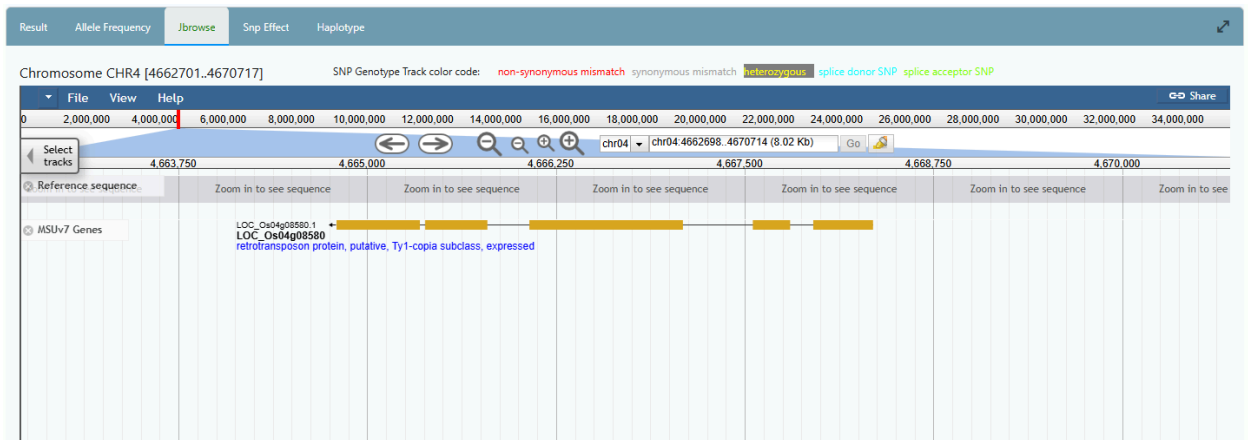 Result Allele Frequency Jbrowse Snp Effect Haplotype
Chromosome CHR4 [4662701..4670717] SNP Genotype Track color code: non-synonymous mismatch synonymous mismatch heterozygous splice donor SNP splice acceptor SNP
File View Help Share
0 2,000,000 4,000,000 6,000,000 8,000,000 10,000,000 12,000,000 14,000,000 16,000,000 18,000,000 20,000,000 22,000,000 24,000,000 26,000,000 28,000,000 30,000,000 32,000,000 34,000,000
Select tracks chr04 chr04:4662698..4670714 (8.02 Kb) Go
4,663,750 4,665,000 4,666,250 4,667,500 4,668,750 4,670,000
Reference sequence Zoom in to see sequence Zoom in to see sequence Zoom in to see sequence Zoom in to see sequence Zoom in to see sequence Zoom in to see
MSUv7 Genes LOC_Os04g08580.1
LOC_Os04g08580
retrotransposon protein, putative, Ty1-copia subclass, expressed